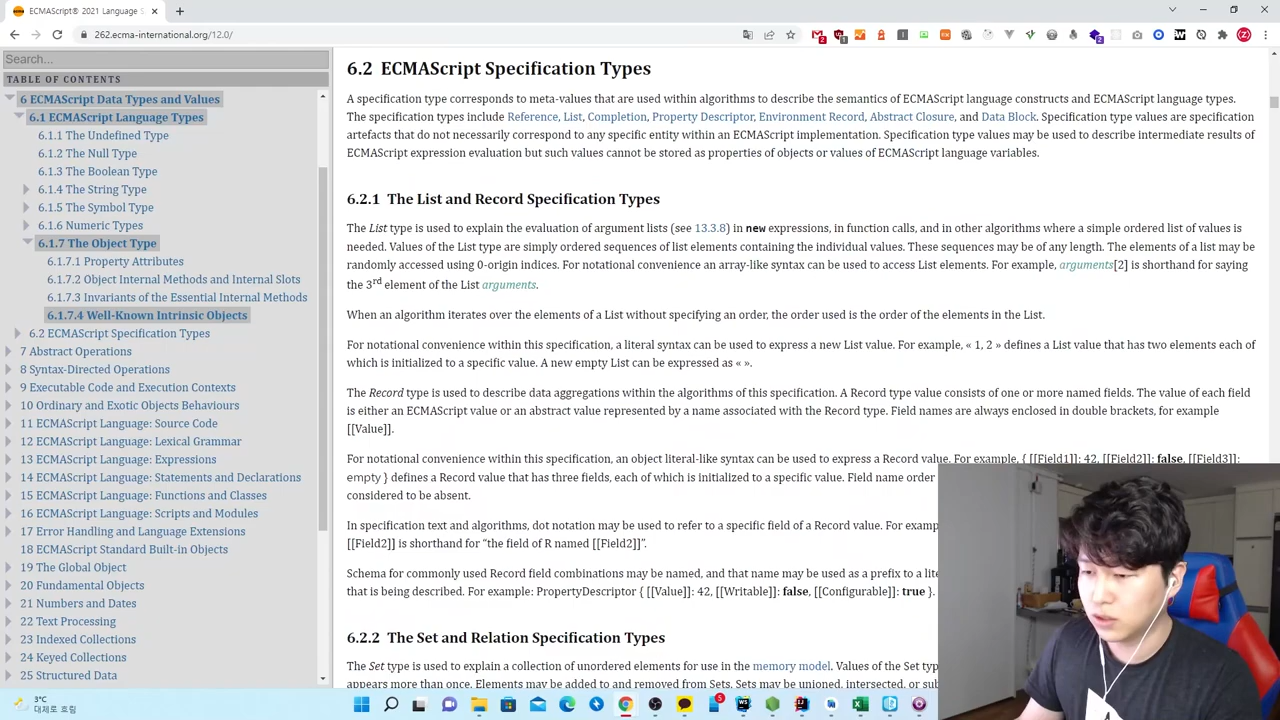 ECMAScript® 2021 Language S
262.ecma-international.org/12.0/
Search...
TABLE OF CONTENTS
6 ECMAScript Data Types and Values
6.1 ECMAScript Language Types
6.1.1 The Undefined Type
6.1.2 The Null Type
6.1.3 The Boolean Type
6.1.4 The String Type
6.1.5 The Symbol Type
6.1.6 Numeric Types
6.1.7 The Object Type
6.1.7.1 Property Attributes
6.1.7.2 Object Internal Methods and Internal Slots
6.1.7.3 Invariants of the Essential Internal Methods
6.1.7.4 Well-Known Intrinsic Objects
6.2 ECMAScript Specification Types
7 Abstract Operations
8 Syntax-Directed Operations
9 Executable Code and Execution Contexts
10 Ordinary and Exotic Objects Behaviours
11 ECMAScript Language: Source Code
12 ECMAScript Language: Lexical Grammar
13 ECMAScript Language: Expressions
14 ECMAScript Language: Statements and Declarations
15 ECMAScript Language: Functions and Classes
16 ECMAScript Language: Scripts and Modules
17 Error Handling and Language Extensions
18 ECMAScript Standard Built-in Objects
19 The Global Object
20 Fundamental Objects
21 Numbers and Dates
22 Text Processing
23 Indexed Collections
24 Keyed Collections
25 Structured Data
6.2 ECMAScript Specification Types
A specification type corresponds to meta-values that are used within algorithms to describe the semantics of ECMAScript language constructs and ECMAScript language types.
The specification types include Reference, List, Completion, Property Descriptor, Environment Record, Abstract Closure, and Data Block. Specification type values are specification
artefacts that do not necessarily correspond to any specific entity within an ECMAScript implementation. Specification type values may be used to describe intermediate results of
ECMAScript expression evaluation but such values cannot be stored as properties of objects or values of ECMAScript language variables.
6.2.1 The List and Record Specification Types
The List type is used to explain the evaluation of argument lists (see 13.3.8) in new expressions, in function calls, and in other algorithms where a simple ordered list of values is
needed. Values of the List type are simply ordered sequences of list elements containing the individual values. These sequences may be of any length. The elements of a list may be
randomly accessed using 0-origin indices. For notational convenience an array-like syntax can be used to access List elements. For example, arguments[2] is shorthand for saying
the 3rd element of the List arguments.
When an algorithm iterates over the elements of a List without specifying an order, the order used is the order of the elements in the List.
For notational convenience within this specification, a literal syntax can be used to express a new List value. For example, « 1, 2 » defines a List value that has two elements each of
which is initialized to a specific value. A new empty List can be expressed as « ».
The Record type is used to describe data aggregations within the algorithms of this specification. A Record type value consists of one or more named fields. The value of each field
is either an ECMAScript value or an abstract value represented by a name associated with the Record type. Field names are always enclosed in double brackets, for example
[[Value]].
For notational convenience within this specification, an object literal-like syntax can be used to express a Record value. For example, { [[Field1]]: 42, [[Field2]]: false, [[Field3]]:
empty } defines a Record value that has three fields, each of which is initialized to a specific value. Field name order
considered to be absent.
In specification text and algorithms, dot notation may be used to refer to a specific field of a Record value. For examp
[[Field2]] is shorthand for “the field of R named [[Field2]]”.
Schema for commonly used Record field combinations may be named, and that name may be used as a prefix to a lite
that is being described. For example: PropertyDescriptor { [[Value]]: 42, [[Writable]]: false, [[Configurable]]: true }.
6.2.2 The Set and Relation Specification Types
The Set type is used to explain a collection of unordered elements for use in the memory model. Values of the Set typ
appears more than once. Elements may be added to and removed from Sets. Sets may be unioned, intersected, or sub
3°C
대체로 흐림